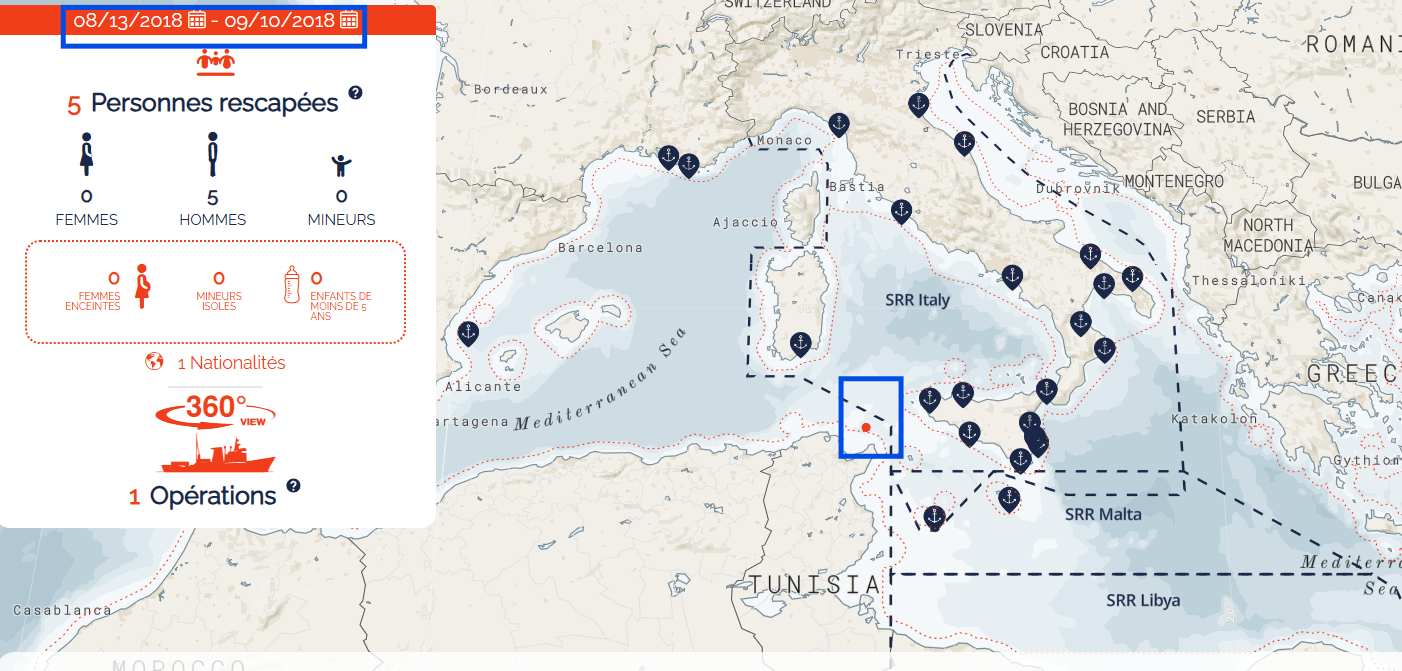 08/13/2018 - 09/10/2018
5 Personnes rescapées ?
0
FEMMES
5
HOMMES
0
MINEURS
0
FEMMES
ENCEINTES
0
MINEURS
ISOLÉS
0
ENFANTS DE
MOINS DE 5
ANS
1 Nationalités
360°
VIEW
1 Opérations ?
SWITZERLAND
SLOVENIA
Trieste
CROATIA
ROMANI
Bordeaux
BOSNIA AND
HERZEGOVINA
SERBIA
Monaco
Bastia
Dubrovnik
MONTENEGRO
BULGA
Ajaccio
NORTH
MACEDONIA
Barcelona
Thessaloniki
Canak
SRR Italy
Mediterranean Sea
Alicante
GREEC
artagena
Katakolon
Gythion
SRR Malta
Mediterra
Sea
TUNISIA
SRR Libya
Casablanca
MOROCCO